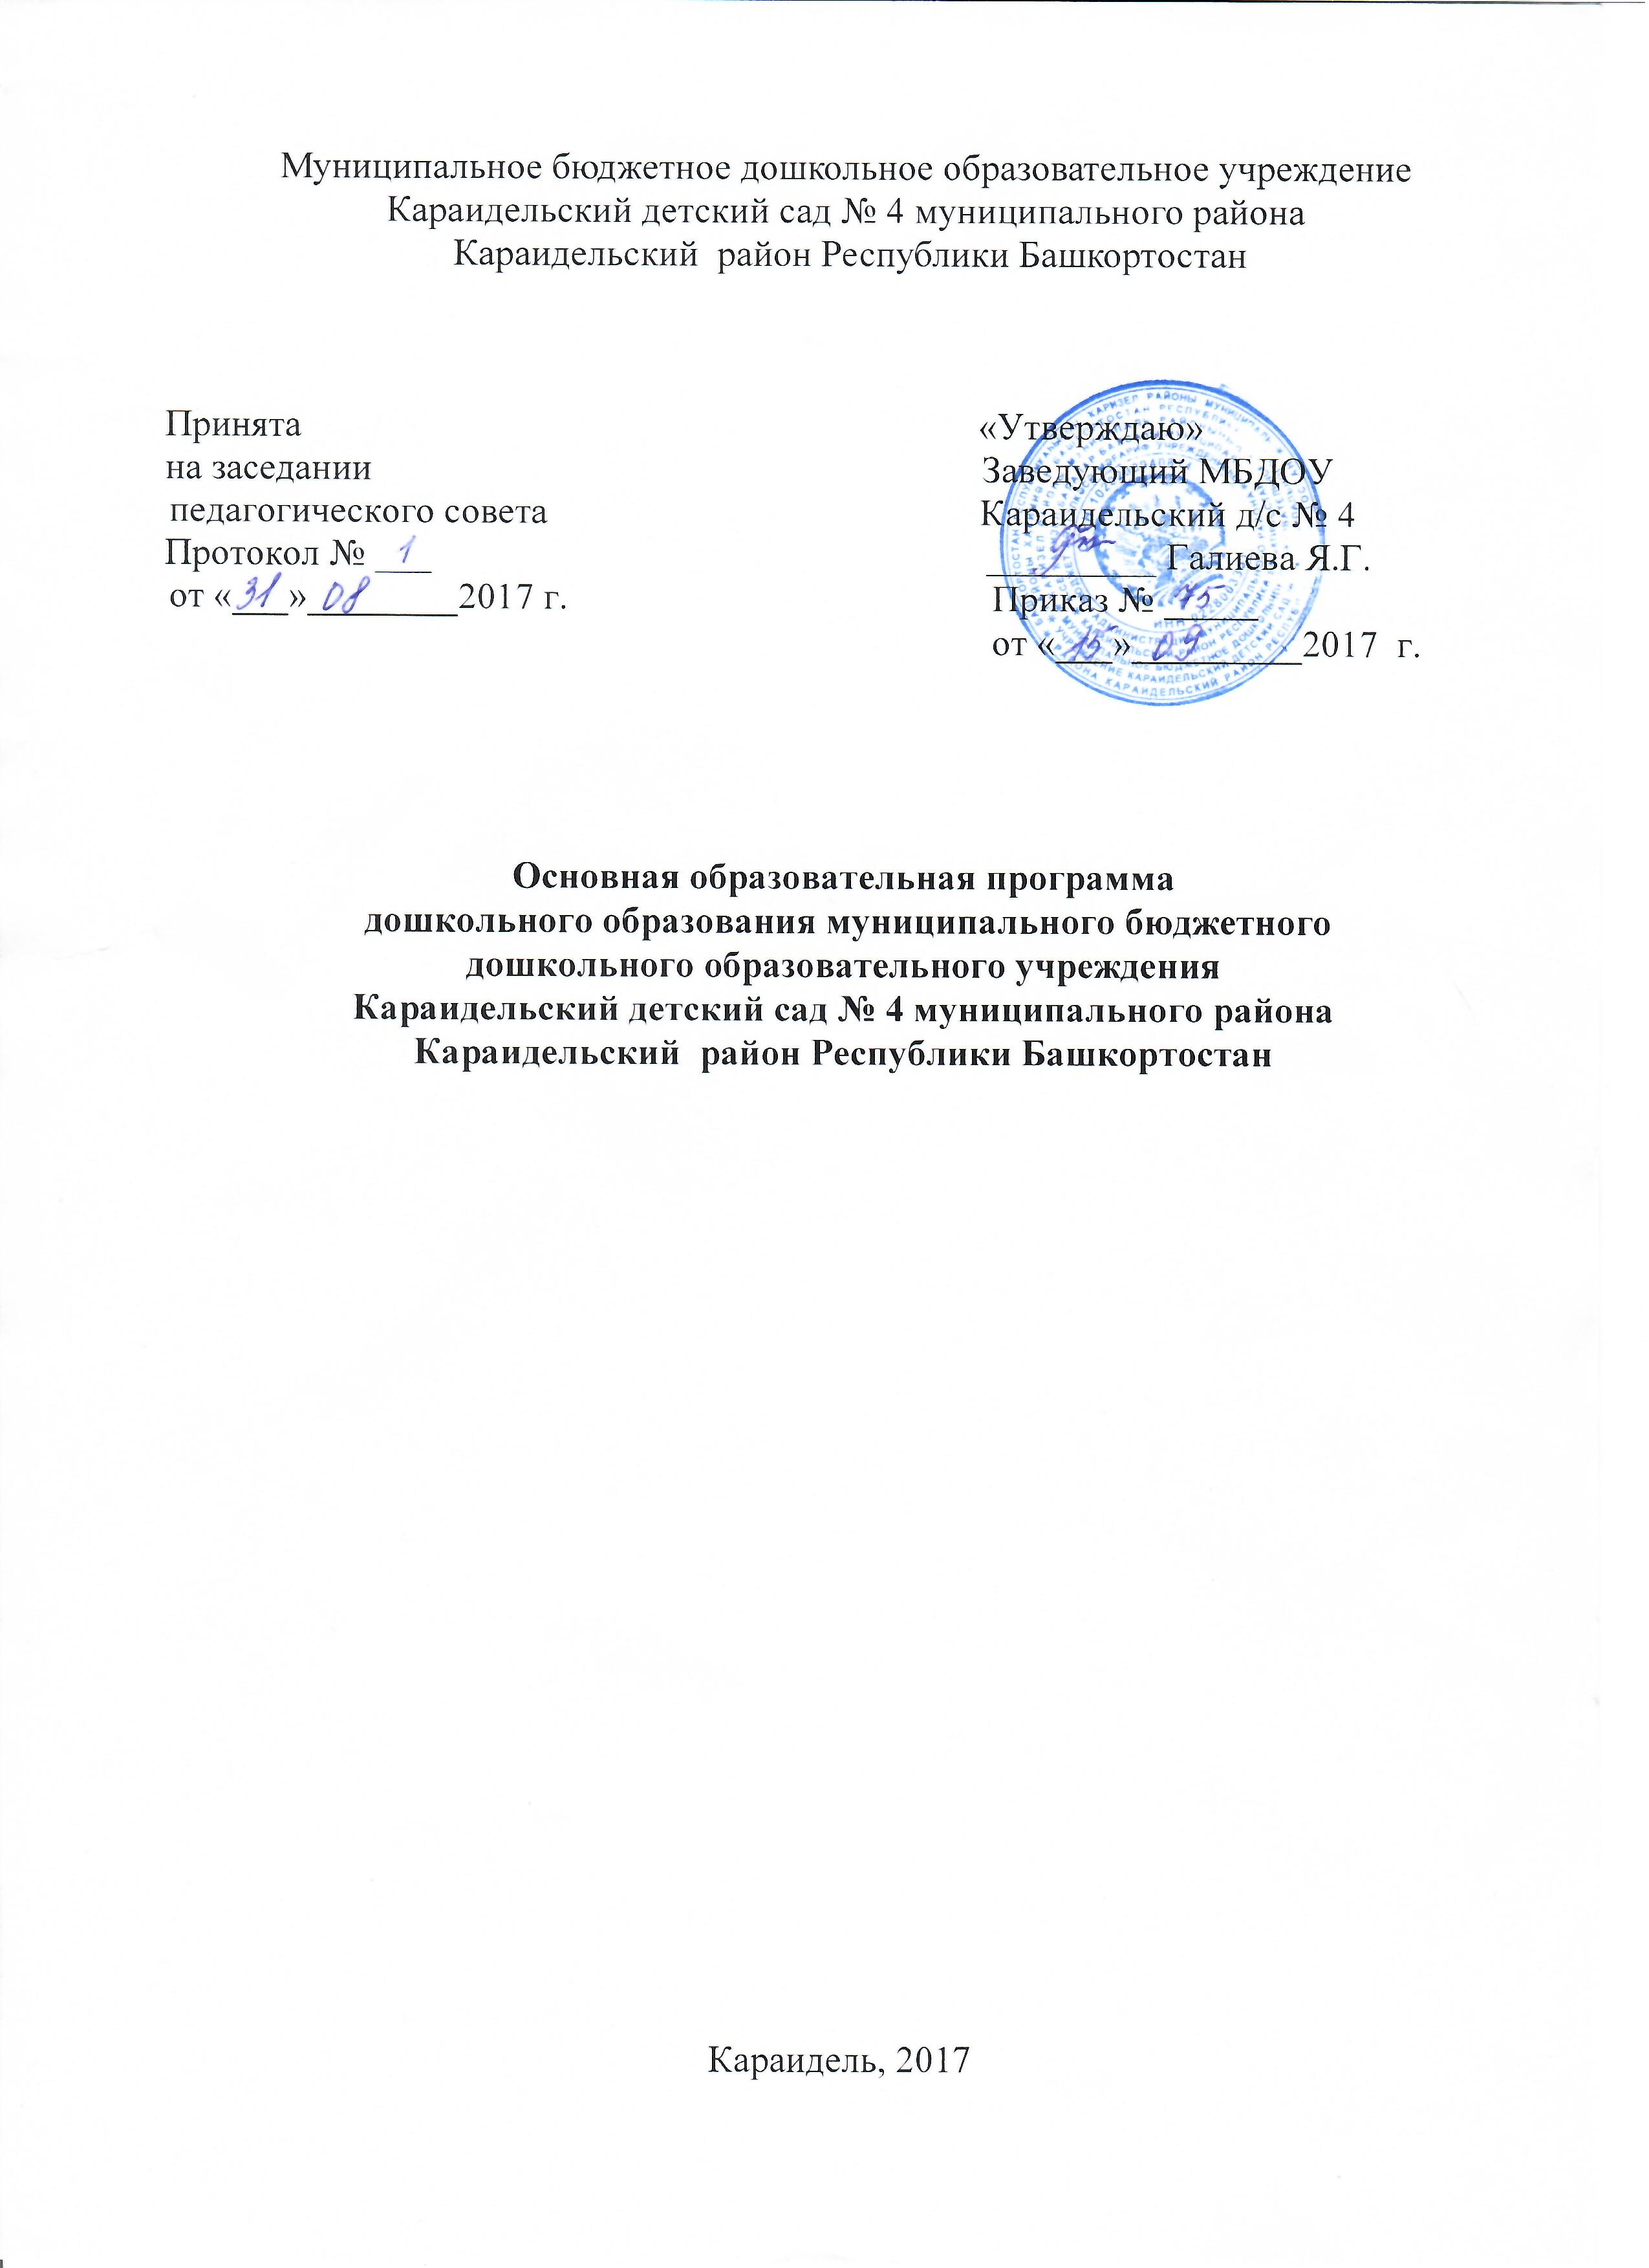 Муниципальное бюджетное дошкольное образовательное учреждение
Караидельский детский сад № 4 муниципального района
Караидельский район Республики Башкортостан
Принята
на заседании
педагогического совета
Протокол № 1
от «31» 08 2017 г.
«Утверждаю»
Заведующий МБДОУ
Караидельский д/с № 4
Галиева Я.Г.
Приказ № 75
от «15» 09 2017 г.
Основная образовательная программа
дошкольного образования муниципального бюджетного
дошкольного образовательного учреждения
Караидельский детский сад № 4 муниципального района
Караидельский район Республики Башкортостан
Караидель, 2017